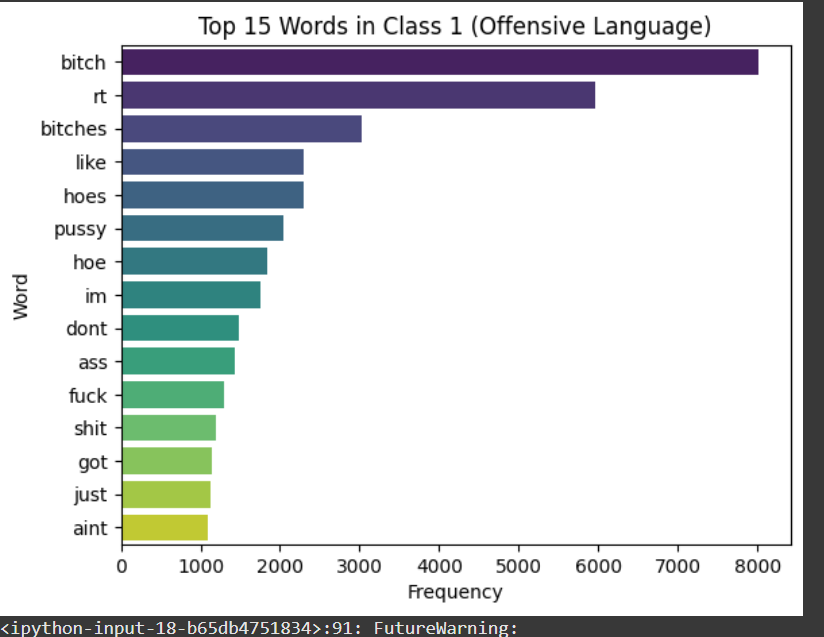 Top 15 Words in Class 1 (Offensive Language)
bitch
rt
bitches
like
hoes
pussy
hoe
im
dont
ass
fuck
shit
got
just
aint
Word
0 1000 2000 3000 4000 5000 6000 7000 8000
Frequency
<ipython-input-18-b65db4751834>:91: FutureWarning: